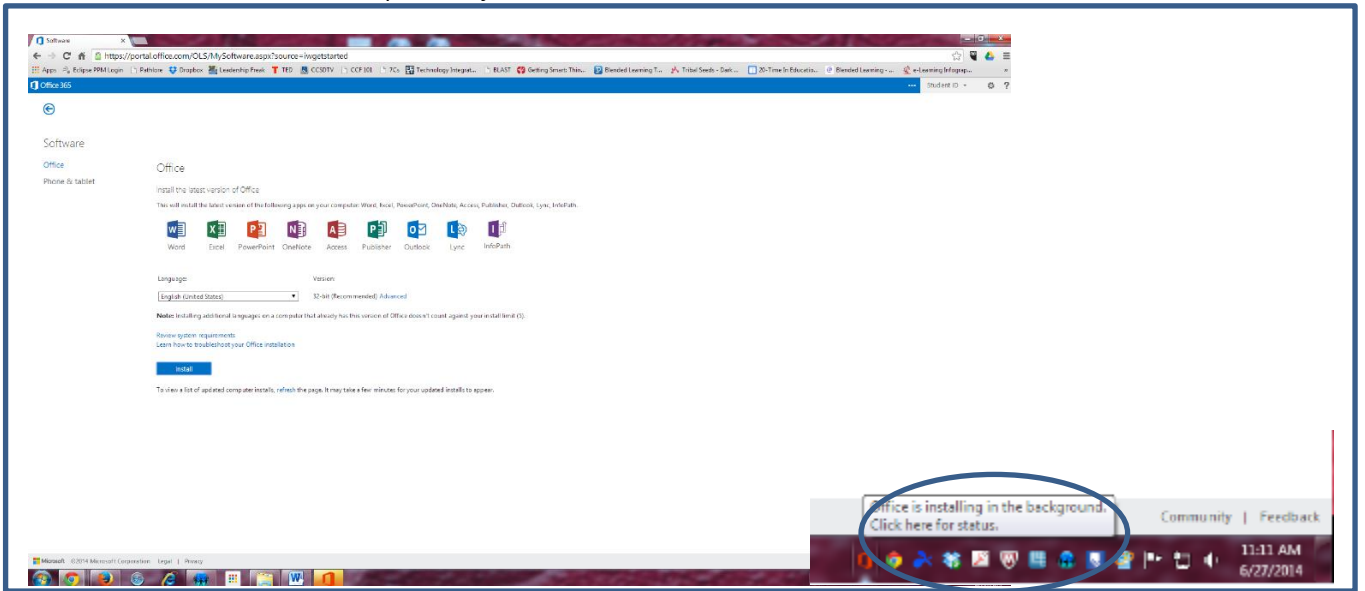 Software
https://portal.office.com/OLS/MySoftware.aspx?source=iwgetstarted
Apps Eclipse PPM Login Pathbrite Dropbox Leadership Freak TED CCSDTV CCF 101 7Cs Technology Integrat... BLAST Getting Smart: Thin... Blended Learning T... Tribal Seeds - Dark ... 20-Time In Educatio... Blended Learning - ... e-Learning Infograp...
Office 365 ... Student ID ?
Software
Office
Phone & tablet
Office
Install the latest version of Office
This will install the latest version of the following apps on your computer: Word, Excel, PowerPoint, OneNote, Access, Publisher, Outlook, Lync, InfoPath.
Word Excel PowerPoint OneNote Access Publisher Outlook Lync InfoPath
Language: Version:
English (United States) 32-bit (Recommended) Advanced
Note: Installing additional languages on a computer that already has this version of Office doesn't count against your install limit (5).
Review system requirements
Learn how to troubleshoot your Office installation
Install
To view a list of updated computer installs, refresh the page. It may take a few minutes for your updated installs to appear.
Office is installing in the background.
Click here for status.
Community | Feedback
Microsoft ©2014 Microsoft Corporation Legal | Privacy
11:11 AM
6/27/2014